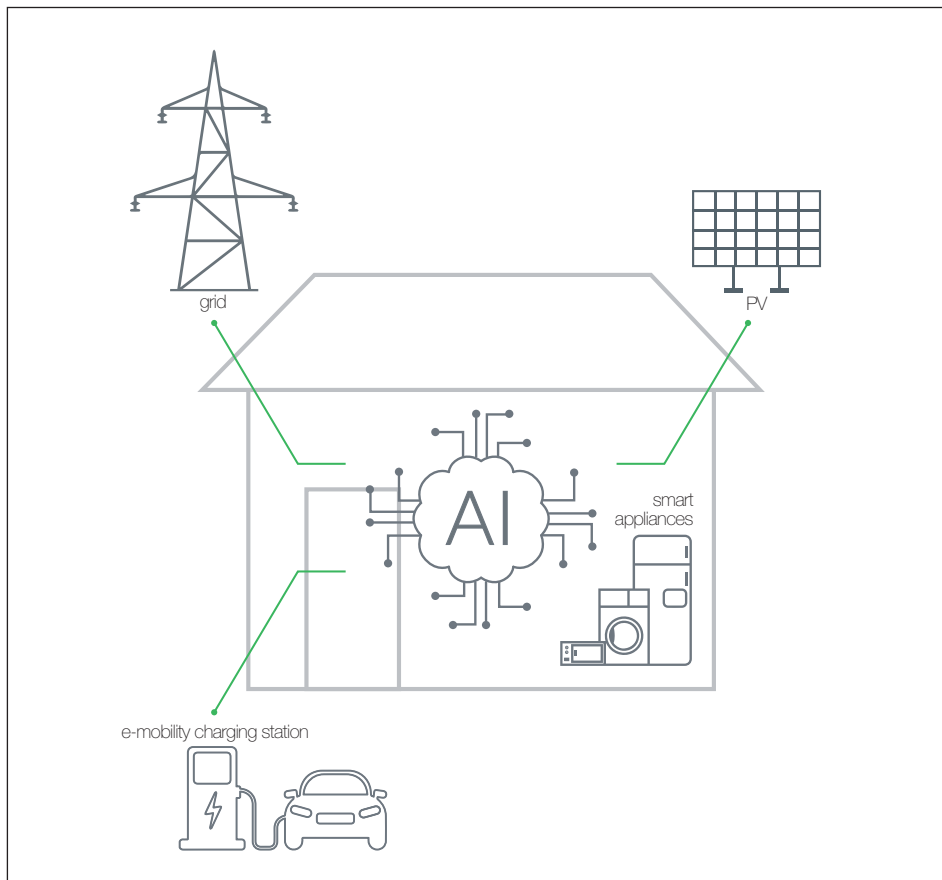 grid
PV
AI
smart
appliances
e-mobility charging station